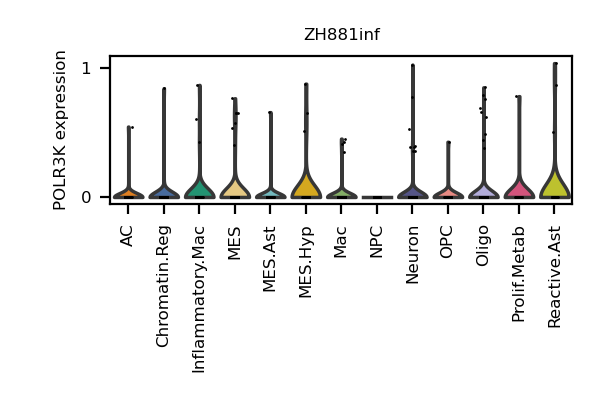 ZH881inf
POLR3K expression
1
0
AC
Chromatin.Reg
Inflammatory.Mac
MES
MES.Ast
MES.Hyp
Mac
NPC
Neuron
OPC
Oligo
Prolif.Metab
Reactive.Ast